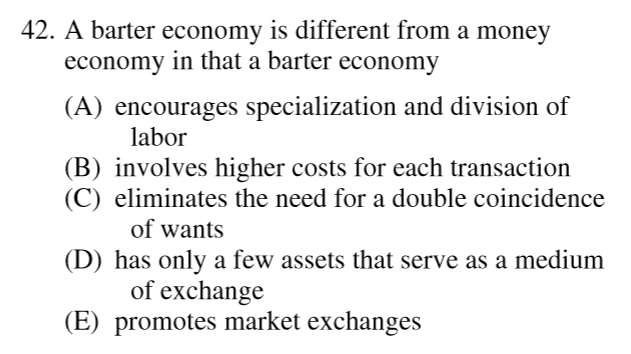 42. A barter economy is different from a money
economy in that a barter economy
(A) encourages specialization and division of
labor
(B) involves higher costs for each transaction
(C) eliminates the need for a double coincidence
of wants
(D) has only a few assets that serve as a medium
of exchange
(E) promotes market exchanges